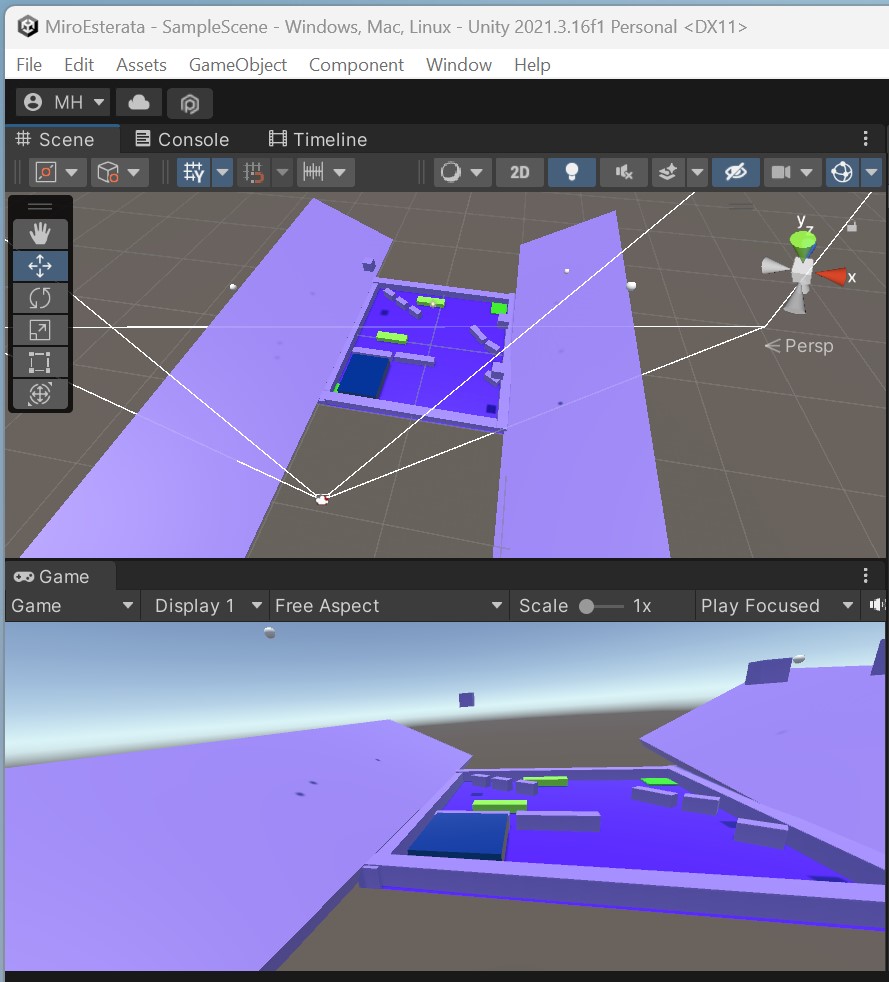 MiroEsterata - SampleScene - Windows, Mac, Linux - Unity 2021.3.16f1 Personal <DX11>
File Edit Assets GameObject Component Window Help
MH
Scene Console Timeline
2D
y
z
x
Persp
Game
Game Display 1 Free Aspect Scale 1x Play Focused